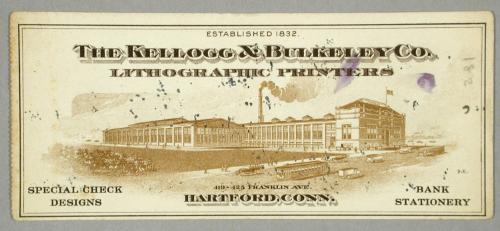 ESTABLISHED 1832.
THE KELLOGG & BULKELEY CO.
LITHOGRAPHIC PRINTERS
SPECIAL CHECK
DESIGNS
419-425 FRANKLIN AVE.
HARTFORD, CONN.
BANK
STATIONERY